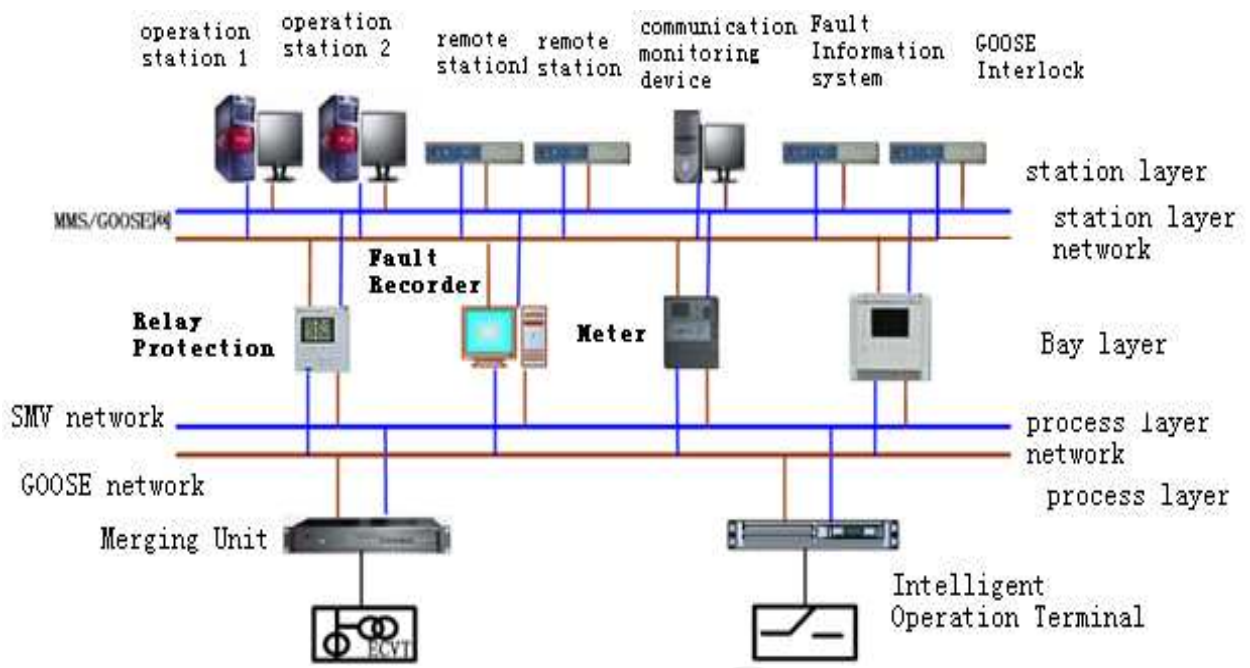 operation
station 1
operation
station 2
remote
station1
remote
station
communication
monitoring
device
Fault
Information
system
GOOSE
Interlock
station layer
MMS/GOOSE网
station layer
network
Fault
Recorder
Relay
Protection
Meter
Bay layer
SMV network
process layer
network
GOOSE network
process layer
Merging Unit
Intelligent
Operation Terminal
ECVT